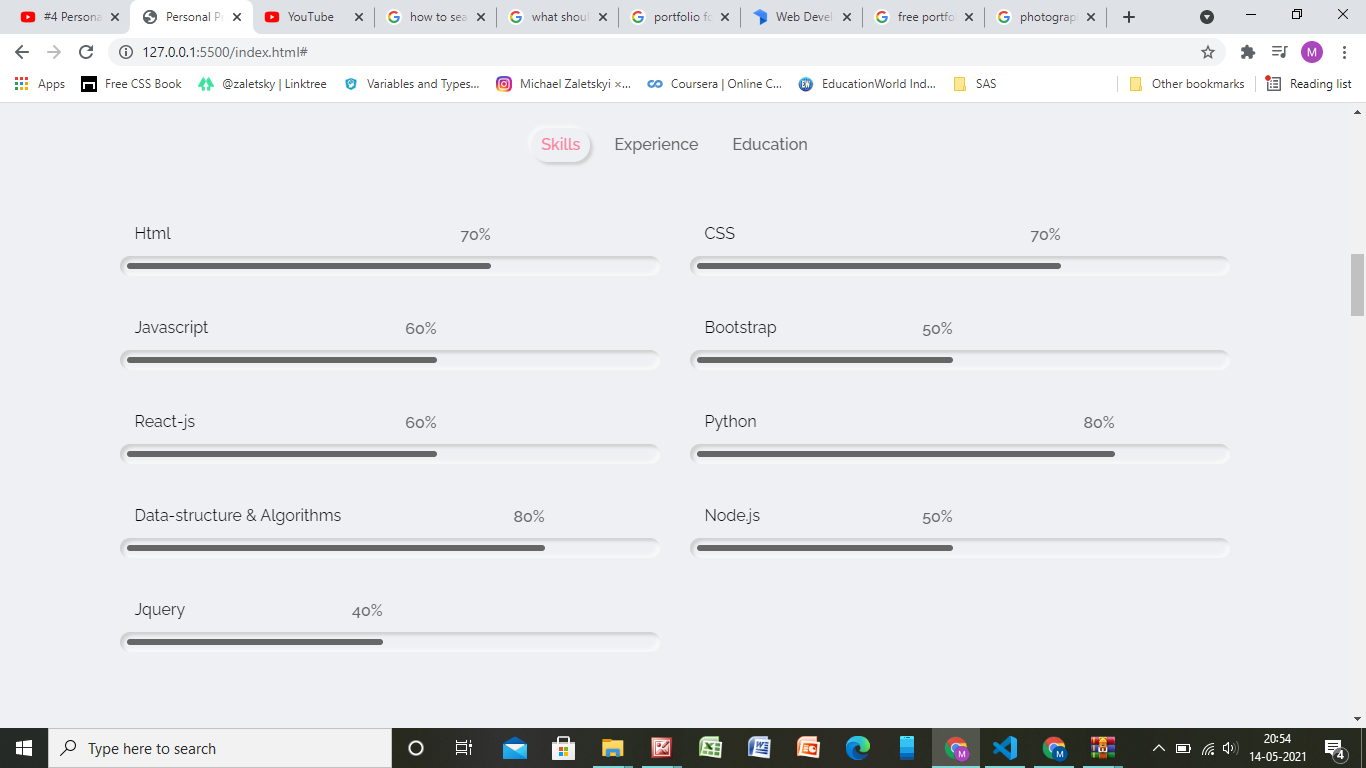 #4 Persona
Personal P
YouTube
how to sea
what shoul
portfolio fo
Web Devel
free portfo
photograp
127.0.0.1:5500/index.html#
M
Apps
Free CSS Book
@zaletsky | Linktree
Variables and Types...
Michael Zaletskyi ×...
Coursera | Online C...
EducationWorld Ind...
SAS
Other bookmarks
Reading list
Skills Experience Education
Html 70% CSS 70%
Javascript 60% Bootstrap 50%
React-js 60% Python 80%
Data-structure & Algorithms 80% Node.js 50%
Jquery 40%
Type here to search
20:54
14-05-2021
4